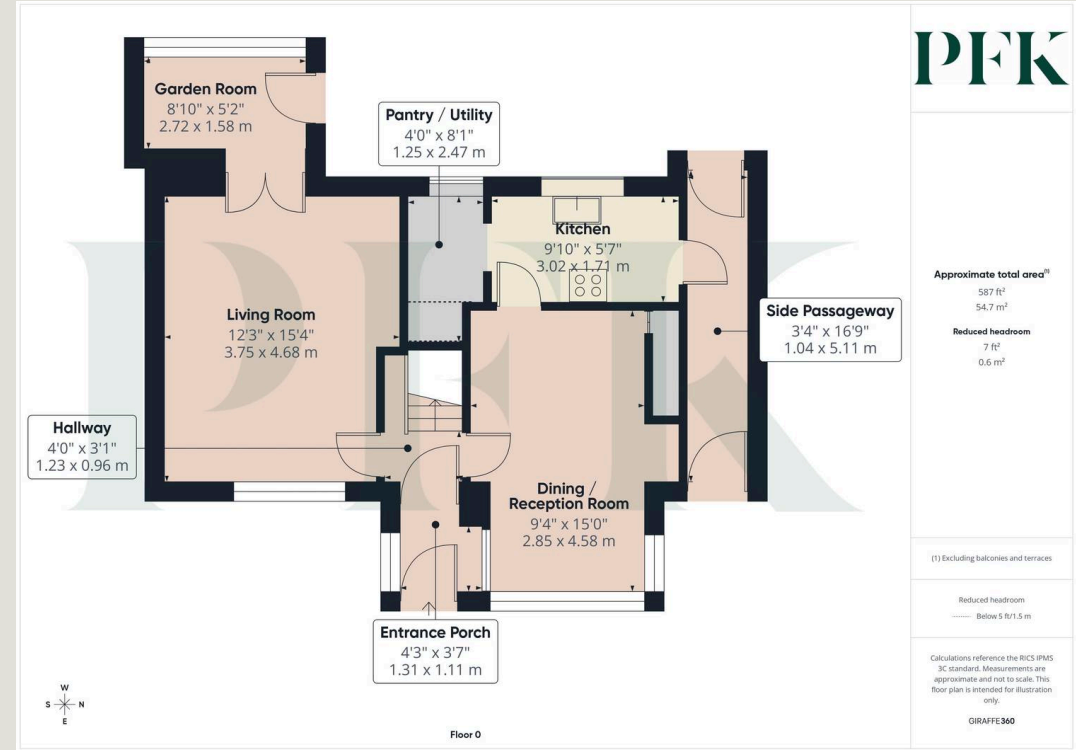 Garden Room
8'10" x 5'2"
2.72 x 1.58 m
Pantry / Utility
4'0" x 8'1"
1.25 x 2.47 m
Kitchen
9'10" x 5'7"
3.02 x 1.71 m
Living Room
12'3" x 15'4"
3.75 x 4.68 m
Side Passageway
3'4" x 16'9"
1.04 x 5.11 m
Hallway
4'0" x 3'1"
1.23 x 0.96 m
Dining /
Reception Room
9'4" x 15'0"
2.85 x 4.58 m
Entrance Porch
4'3" x 3'7"
1.31 x 1.11 m
W
S N
E
Floor 0
PFK
PFK
Approximate total area(1)
587 ft²
54.7 m²
Reduced headroom
7 ft²
0.6 m²
(1) Excluding balconies and terraces
Reduced headroom
Below 5 ft/1.5 m
Calculations reference the RICS IPMS
3C standard. Measurements are
approximate and not to scale. This
floor plan is intended for illustration
only.
GIRAFFE360